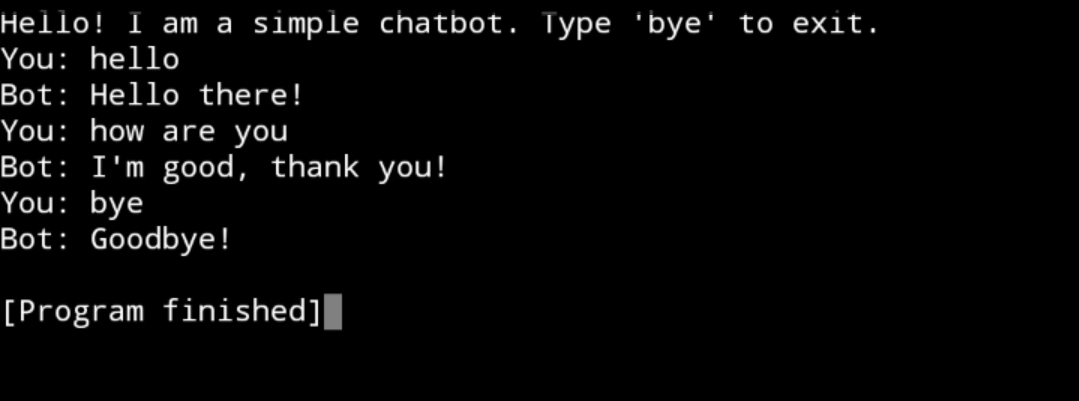 Hello! I am a simple chatbot. Type 'bye' to exit.
You: hello
Bot: Hello there!
You: how are you
Bot: I'm good, thank you!
You: bye
Bot: Goodbye!
[Program finished]